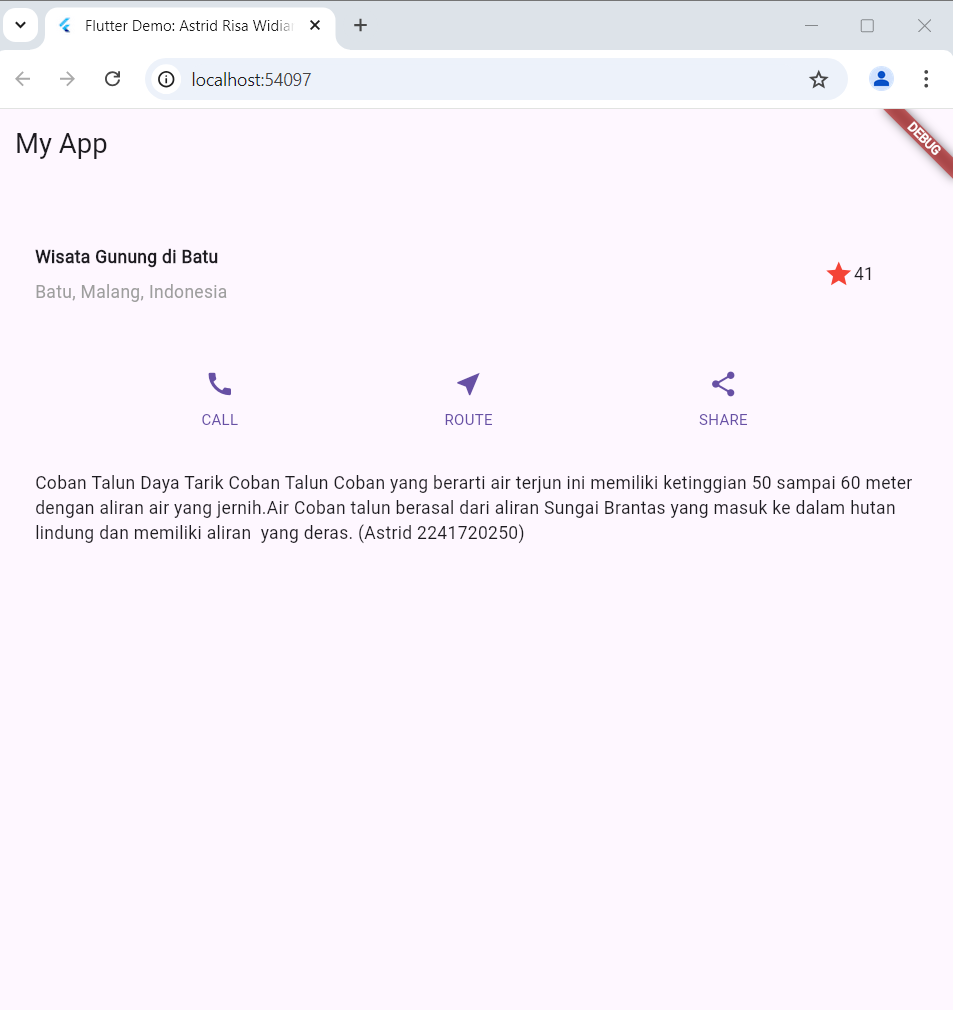 Flutter Demo: Astrid Risa Widia
localhost:54097
My App
DEBUG
Wisata Gunung di Batu
Batu, Malang, Indonesia
41
CALL
ROUTE
SHARE
Coban Talun Daya Tarik Coban Talun Coban yang berarti air terjun ini memiliki ketinggian 50 sampai 60 meter
dengan aliran air yang jernih.Air Coban talun berasal dari aliran Sungai Brantas yang masuk ke dalam hutan
lindung dan memiliki aliran  yang deras. (Astrid 2241720250)